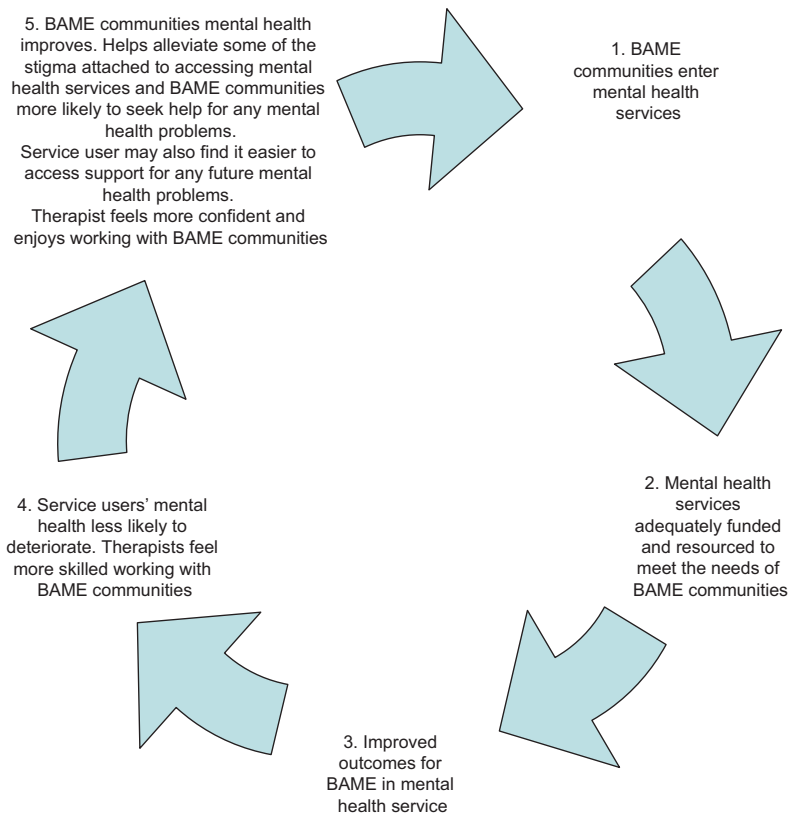 1. BAME
communities enter
mental health
services
2. Mental health
services
adequately funded
and resourced to
meet the needs of
BAME communities
3. Improved
outcomes for
BAME in mental
health service
4. Service users’ mental
health less likely to
deteriorate. Therapists feel
more skilled working with
BAME communities
5. BAME communities mental health
improves. Helps alleviate some of the
stigma attached to accessing mental
health services and BAME communities
more likely to seek help for any mental
health problems.
Service user may also find it easier to
access support for any future mental
health problems.
Therapist feels more confident and
enjoys working with BAME communities